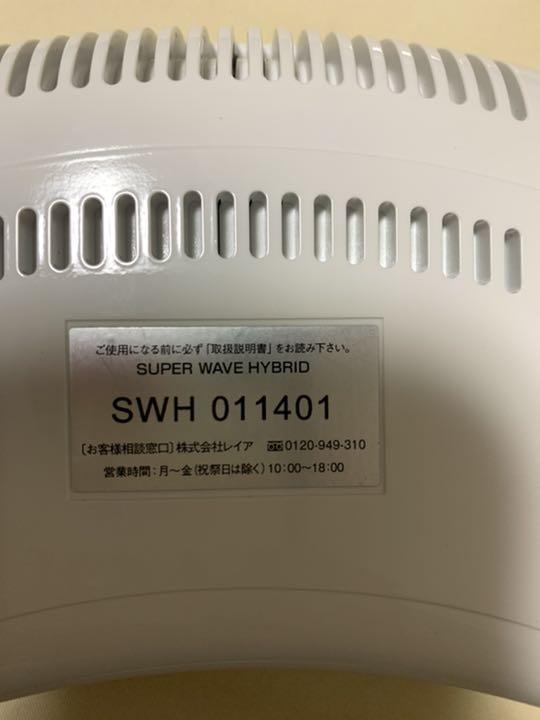 ご使用になる前に必ず「取扱説明書」をお読み下さい。
SUPER WAVE HYBRID
SWH 011401
［お客様相談窓口］株式会社レイア 0120-949-310
営業時間：月～金（祝祭日は除く）10:00～18:00